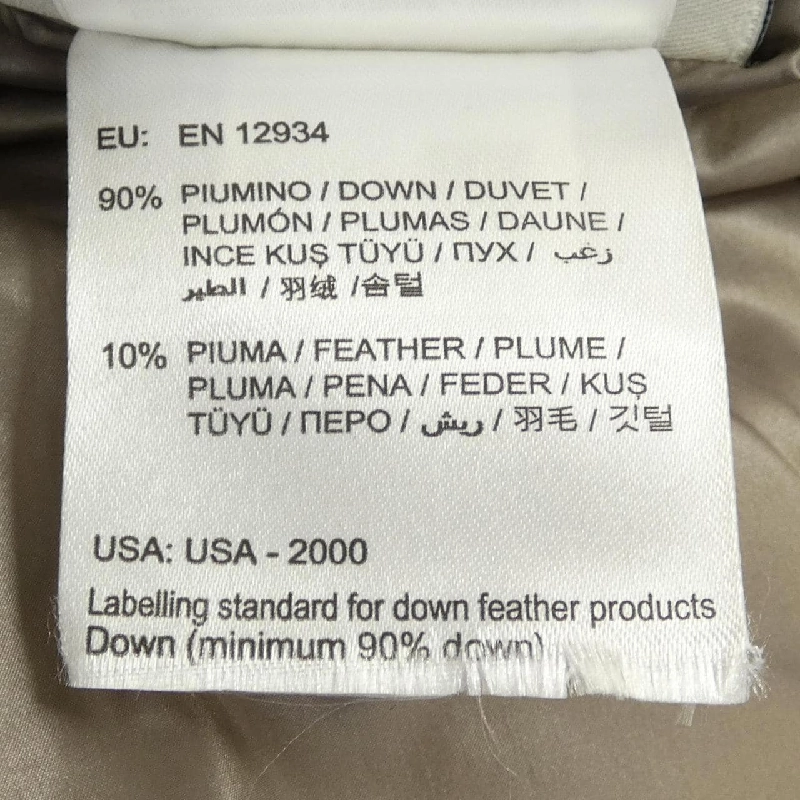 EU: EN 12934
90% PIUMINO / DOWN / DUVET /
PLUMÓN / PLUMAS / DAUNE /
INCE KUŞ TÜYÜ / ПУХ / زغب
الطير / 羽绒 /솜털
10% PIUMA / FEATHER / PLUME /
PLUMA / PENA / FEDER / KUŞ
TÜYÜ / ПЕРО / ريش / 羽毛 / 깃털
USA: USA - 2000
Labelling standard for down feather products
Down (minimum 90% down)